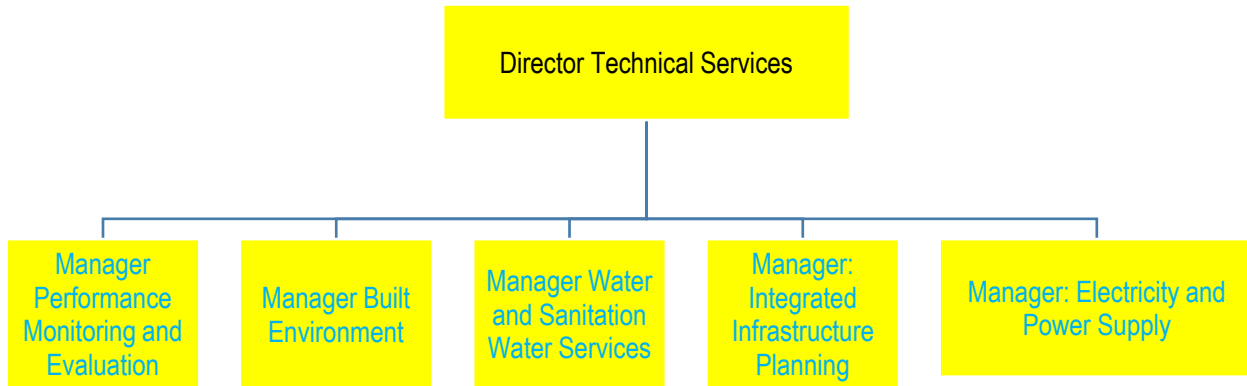 Director Technical Services
Manager
Performance
Monitoring and
Evaluation
Manager Built
Environment
Manager Water
and Sanitation
Water Services
Manager:
Integrated
Infrastructure
Planning
Manager: Electricity and
Power Supply